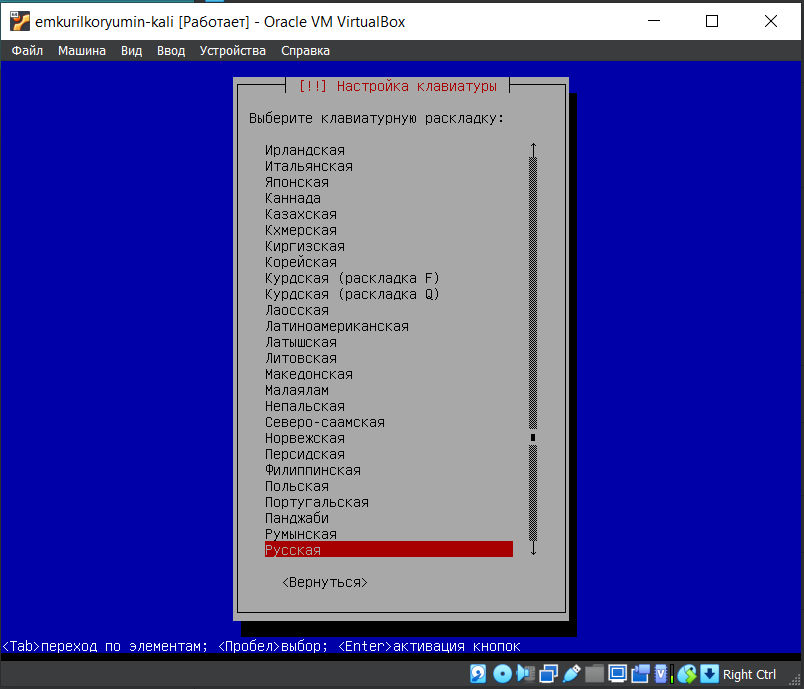 emkurilkoryumin-kali [Работает] - Oracle VM VirtualBox
Файл Машина Вид Ввод Устройства Справка
[!!] Настройка клавиатуры
Выберите клавиатурную раскладку:
Ирландская
Итальянская
Японская
Каннада
Казахская
Кхмерская
Киргизская
Корейская
Курдская (раскладка F)
Курдская (раскладка Q)
Лаосская
Латиноамериканская
Латышская
Литовская
Македонская
Малаялам
Непальская
Северо-саамская
Норвежская
Персидская
Филиппинская
Польская
Португальская
Панджаби
Румынская
Русская
<Вернуться>
<Tab>переход по элементам; <Пробел>выбор; <Enter>активация кнопок
Right Ctrl